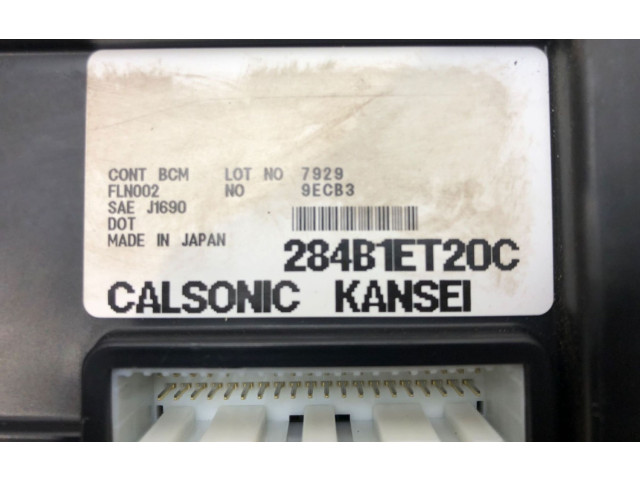 CONT BCM LOT NO 7929
FLN002 NO 9ECB3
SAE J1690
DOT
MADE IN JAPAN
284B1ET20C
CALSONIC KANSEI